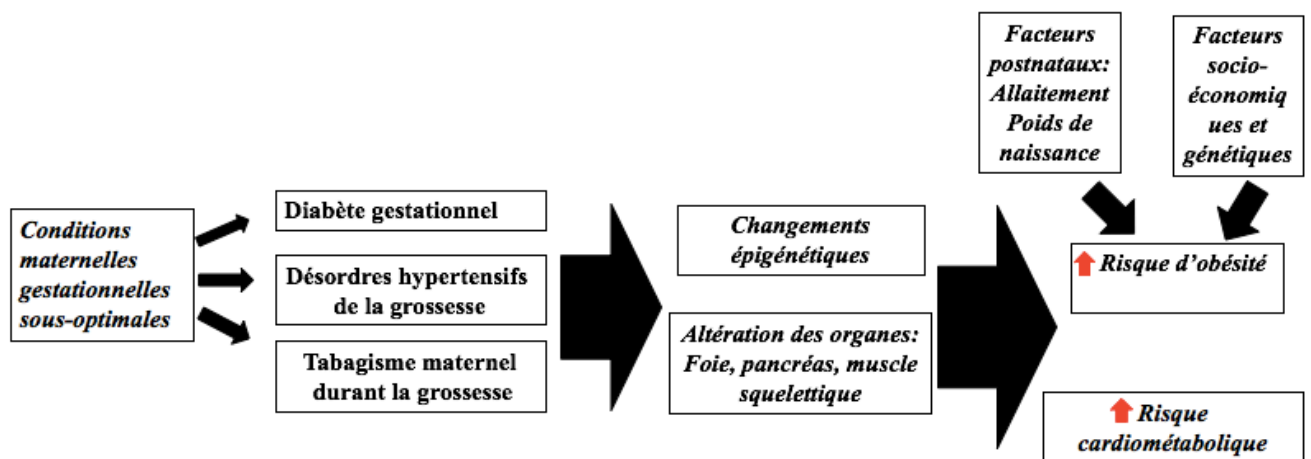 Conditions
maternelles
gestationnelles
sous-optimales
Diabète gestationnel
Désordres hypertensifs
de la grossesse
Tabagisme maternel
durant la grossesse
Changements
épigénétiques
Altération des organes:
Foie, pancréas, muscle
squelettique
Facteurs
postnataux:
Allaitement
Poids de
naissance
Facteurs
socio-
économiq
ues et
génétiques
Risque d'obésité
Risque
cardiométabolique